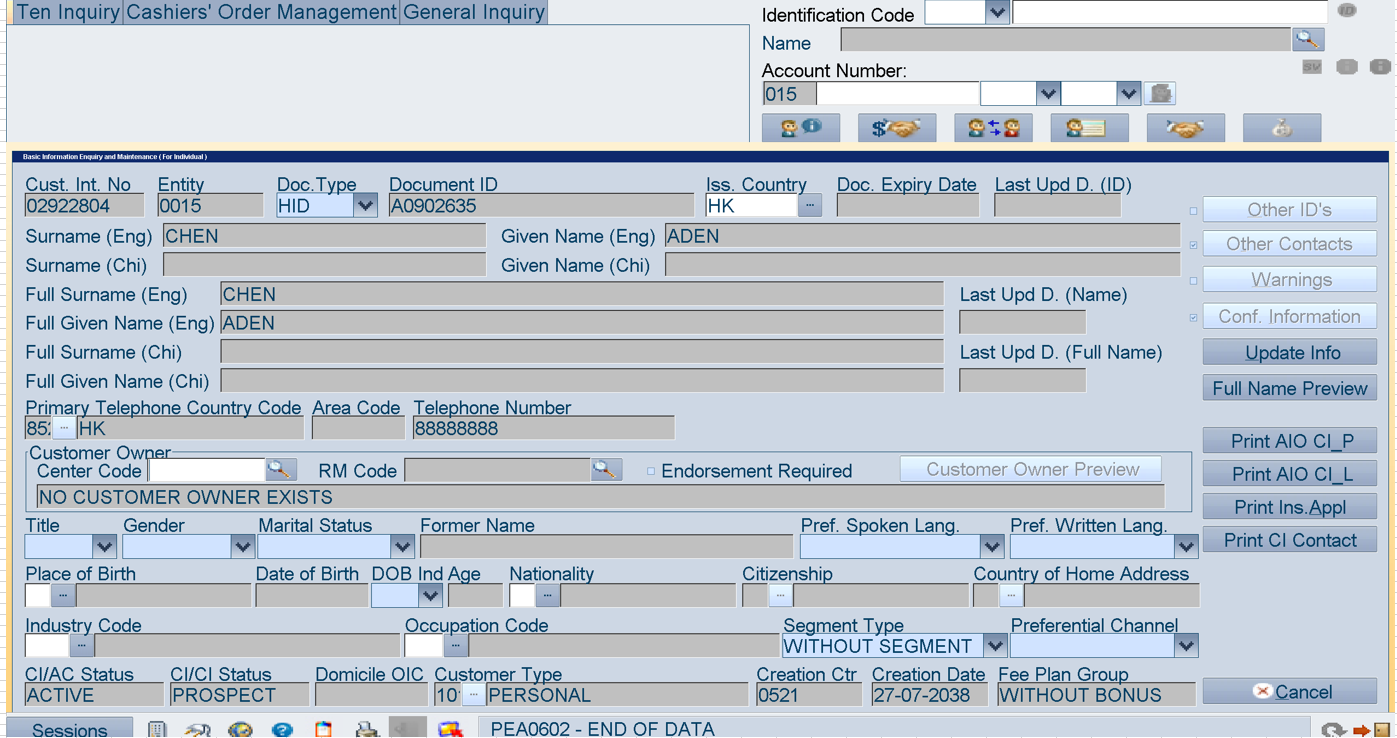 Ten Inquiry Cashiers' Order Management General Inquiry
Identification Code
Name
Account Number:
015
Basic Information Enquiry and Maintenance ( For Individual )
Cust. Int. No Entity Doc.Type Document ID Iss. Country Doc. Expiry Date Last Upd D. (ID)
02922804 0015 HID A0902635 HK
Other ID's
Surname (Eng) CHEN Given Name (Eng) ADEN
Other Contacts
Surname (Chi) Given Name (Chi)
Warnings
Full Surname (Eng) CHEN Last Upd D. (Name)
Full Given Name (Eng) ADEN
Conf. Information
Full Surname (Chi) Last Upd D. (Full Name)
Update Info
Full Given Name (Chi)
Full Name Preview
Primary Telephone Country Code Area Code Telephone Number
852 HK 88888888
Print AIO CI_P
Customer Owner
Center Code RM Code Endorsement Required Customer Owner Preview
Print AIO CI_L
NO CUSTOMER OWNER EXISTS
Print Ins.Appl
Title Gender Marital Status Former Name Pref. Spoken Lang. Pref. Written Lang.
Print CI Contact
Place of Birth Date of Birth DOB Ind Age Nationality Citizenship Country of Home Address
Industry Code Occupation Code Segment Type Preferential Channel
WITHOUT SEGMENT
CI/AC Status CI/CI Status Domicile OIC Customer Type Creation Ctr Creation Date Fee Plan Group
ACTIVE PROSPECT 10 PERSONAL 0521 27-07-2038 WITHOUT BONUS
Cancel
Sessions PEA0602 - END OF DATA